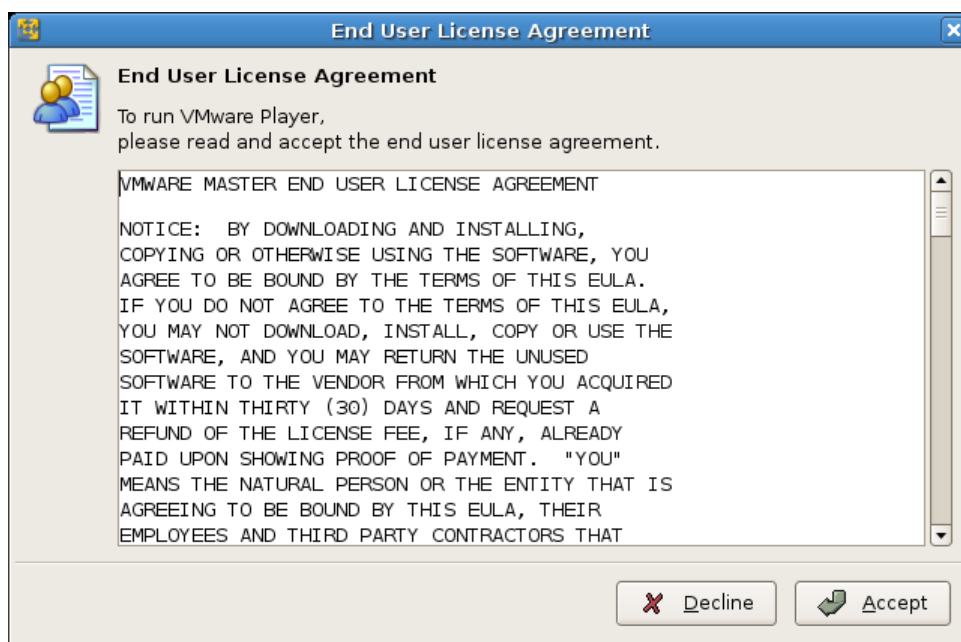 End User License Agreement
End User License Agreement
To run VMware Player,
please read and accept the end user license agreement.
VMWARE MASTER END USER LICENSE AGREEMENT
NOTICE:  BY DOWNLOADING AND INSTALLING,
COPYING OR OTHERWISE USING THE SOFTWARE, YOU
AGREE TO BE BOUND BY THE TERMS OF THIS EULA.
IF YOU DO NOT AGREE TO THE TERMS OF THIS EULA,
YOU MAY NOT DOWNLOAD, INSTALL, COPY OR USE THE
SOFTWARE, AND YOU MAY RETURN THE UNUSED
SOFTWARE TO THE VENDOR FROM WHICH YOU ACQUIRED
IT WITHIN THIRTY (30) DAYS AND REQUEST A
REFUND OF THE LICENSE FEE, IF ANY, ALREADY
PAID UPON SHOWING PROOF OF PAYMENT.  "YOU"
MEANS THE NATURAL PERSON OR THE ENTITY THAT IS
AGREEING TO BE BOUND BY THIS EULA, THEIR
EMPLOYEES AND THIRD PARTY CONTRACTORS THAT
Decline
Accept